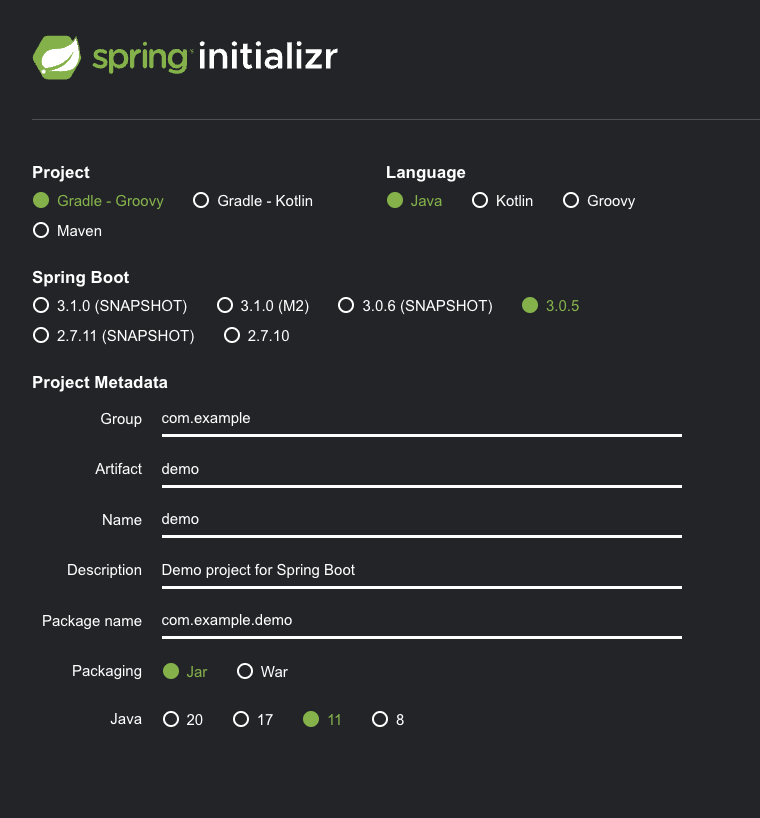 spring initializr
Project
Language
Gradle - Groovy
Gradle - Kotlin
Java
Kotlin
Groovy
Maven
Spring Boot
3.1.0 (SNAPSHOT)
3.1.0 (M2)
3.0.6 (SNAPSHOT)
3.0.5
2.7.11 (SNAPSHOT)
2.7.10
Project Metadata
Group com.example
Artifact demo
Name demo
Description Demo project for Spring Boot
Package name com.example.demo
Packaging Jar War
Java 20 17 11 8